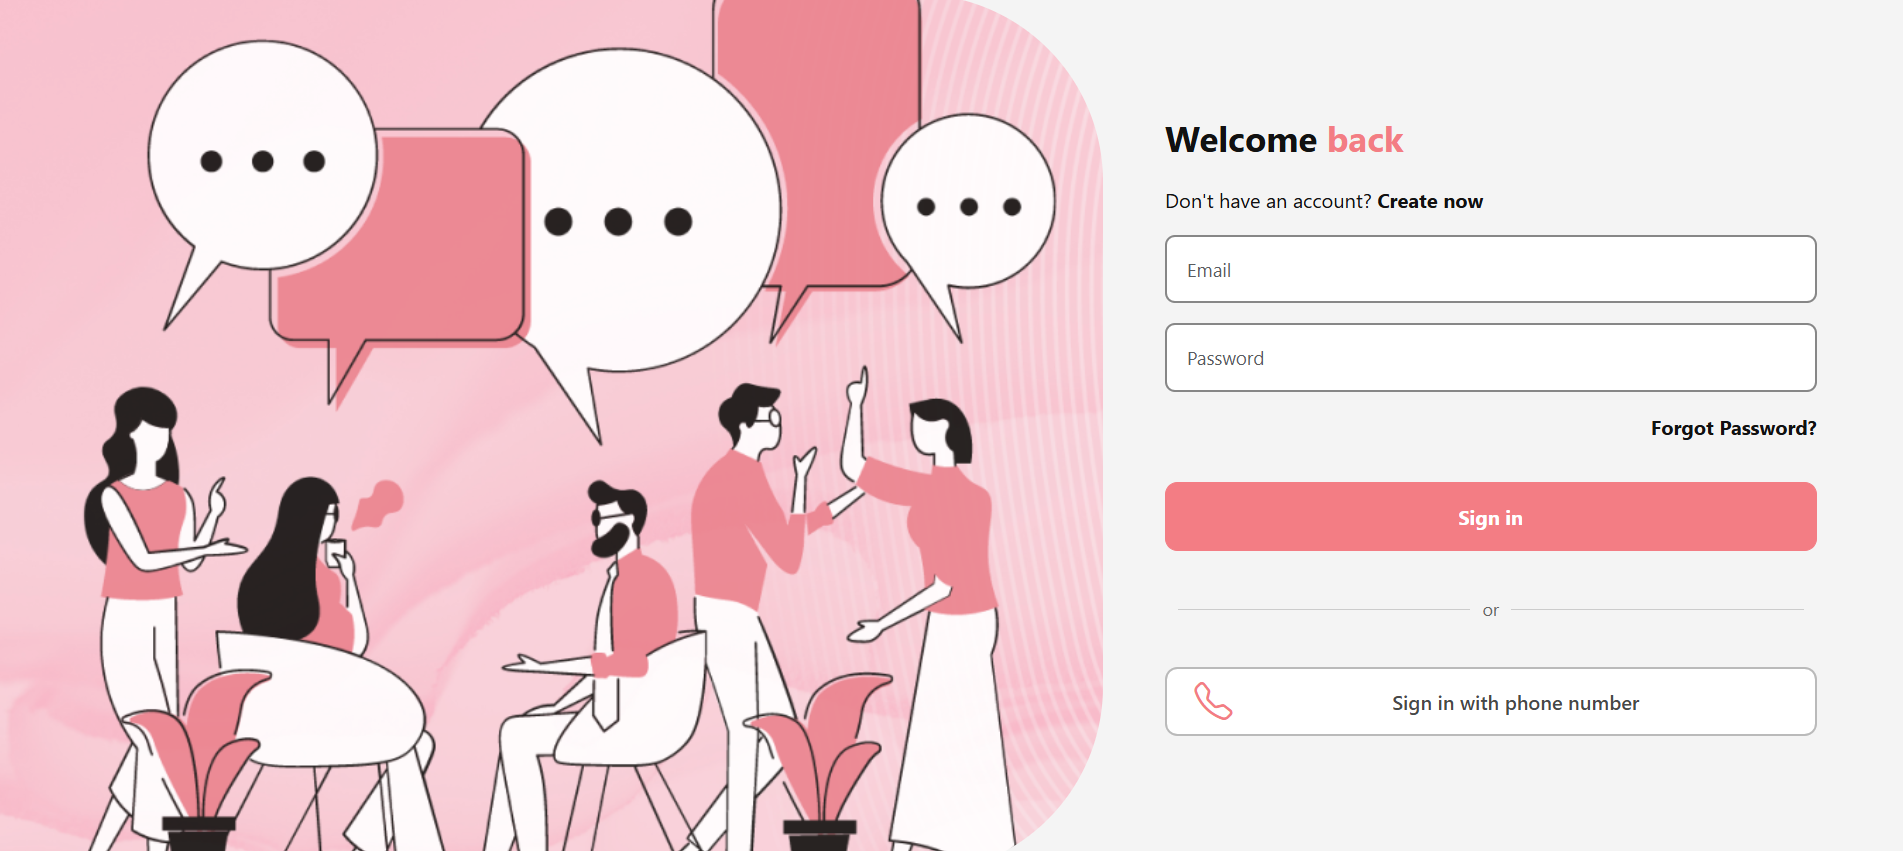 Welcome back
Don't have an account? Create now
Email
Password
Forgot Password?
Sign in
or
Sign in with phone number